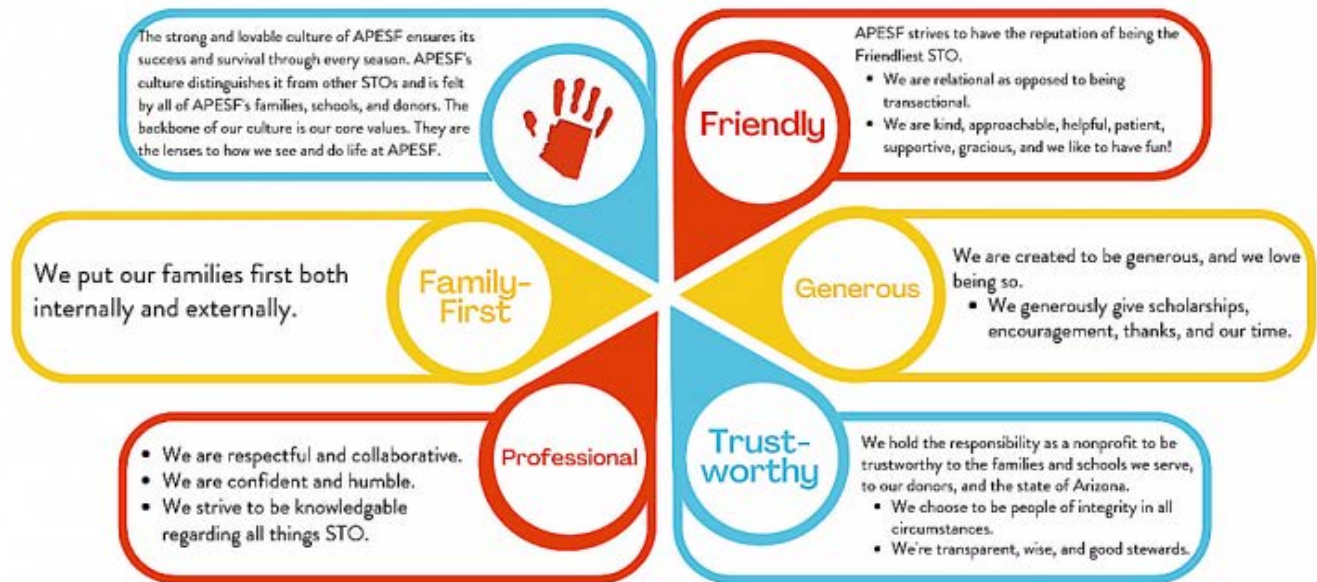 The strong and lovable culture of APESF ensures its
success and survival through every season. APESF's
culture distinguishes it from other STOs and is felt
by all of APESF's families, schools, and donors. The
backbone of our culture is our core values. They are
the lenses to how we see and do life at APESF.
Friendly
APESF strives to have the reputation of being the
Friendliest STO.
• We are relational as opposed to being
transactional.
• We are kind, approachable, helpful, patient,
supportive, gracious, and we like to have fun!
We put our families first both
internally and externally.
Family-
First
Generous
We are created to be generous, and we love
being so.
• We generously give scholarships,
encouragement, thanks, and our time.
• We are respectful and collaborative.
• We are confident and humble.
• We strive to be knowledgable
regarding all things STO.
Professional
Trust-
worthy
We hold the responsibility as a nonprofit to be
trustworthy to the families and schools we serve,
to our donors, and the state of Arizona.
• We choose to be people of integrity in all
circumstances.
• We're transparent, wise, and good stewards.